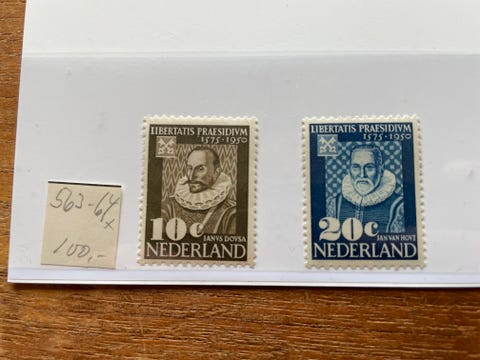 563-64
x
100,-
LIBERTATIS PRAESIDIVM
1575-1950
10c
IANVS DOVSA
NEDERLAND
LIBERTATIS PRAESIDIVM
1575-1950
20c
JAN VAN HOVT
NEDERLAND